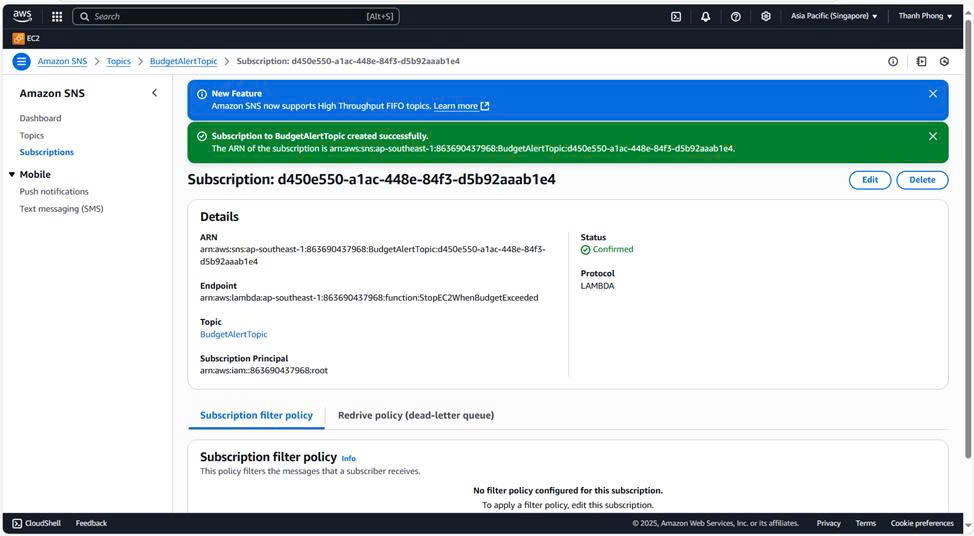 aws
Search [Alt+S]
Asia Pacific (Singapore)
Thanh Phong
EC2
Amazon SNS > Topics > BudgetAlertTopic > Subscription: d450e550-a1ac-448e-84f3-d5b92aaab1e4
Amazon SNS
Dashboard
Topics
Subscriptions
Mobile
Push notifications
Text messaging (SMS)
New Feature
Amazon SNS now supports High Throughput FIFO topics. Learn more
Subscription to BudgetAlertTopic created successfully.
The ARN of the subscription is arn:aws:sns:ap-southeast-1:863690437968:BudgetAlertTopic:d450e550-a1ac-448e-84f3-d5b92aaab1e4.
Subscription: d450e550-a1ac-448e-84f3-d5b92aaab1e4
Edit
Delete
Details
ARN
arn:aws:sns:ap-southeast-1:863690437968:BudgetAlertTopic:d450e550-a1ac-448e-84f3-
d5b92aaab1e4
Endpoint
arn:aws:lambda:ap-southeast-1:863690437968:function:StopEC2WhenBudgetExceeded
Topic
BudgetAlertTopic
Subscription Principal
arn:aws:iam::863690437968:root
Status
Confirmed
Protocol
LAMBDA
Subscription filter policy
Redrive policy (dead-letter queue)
Subscription filter policy Info
This policy filters the messages that a subscriber receives.
No filter policy configured for this subscription.
To apply a filter policy, edit this subscription.
CloudShell
Feedback
© 2025, Amazon Web Services, Inc. or its affiliates.
Privacy
Terms
Cookie preferences